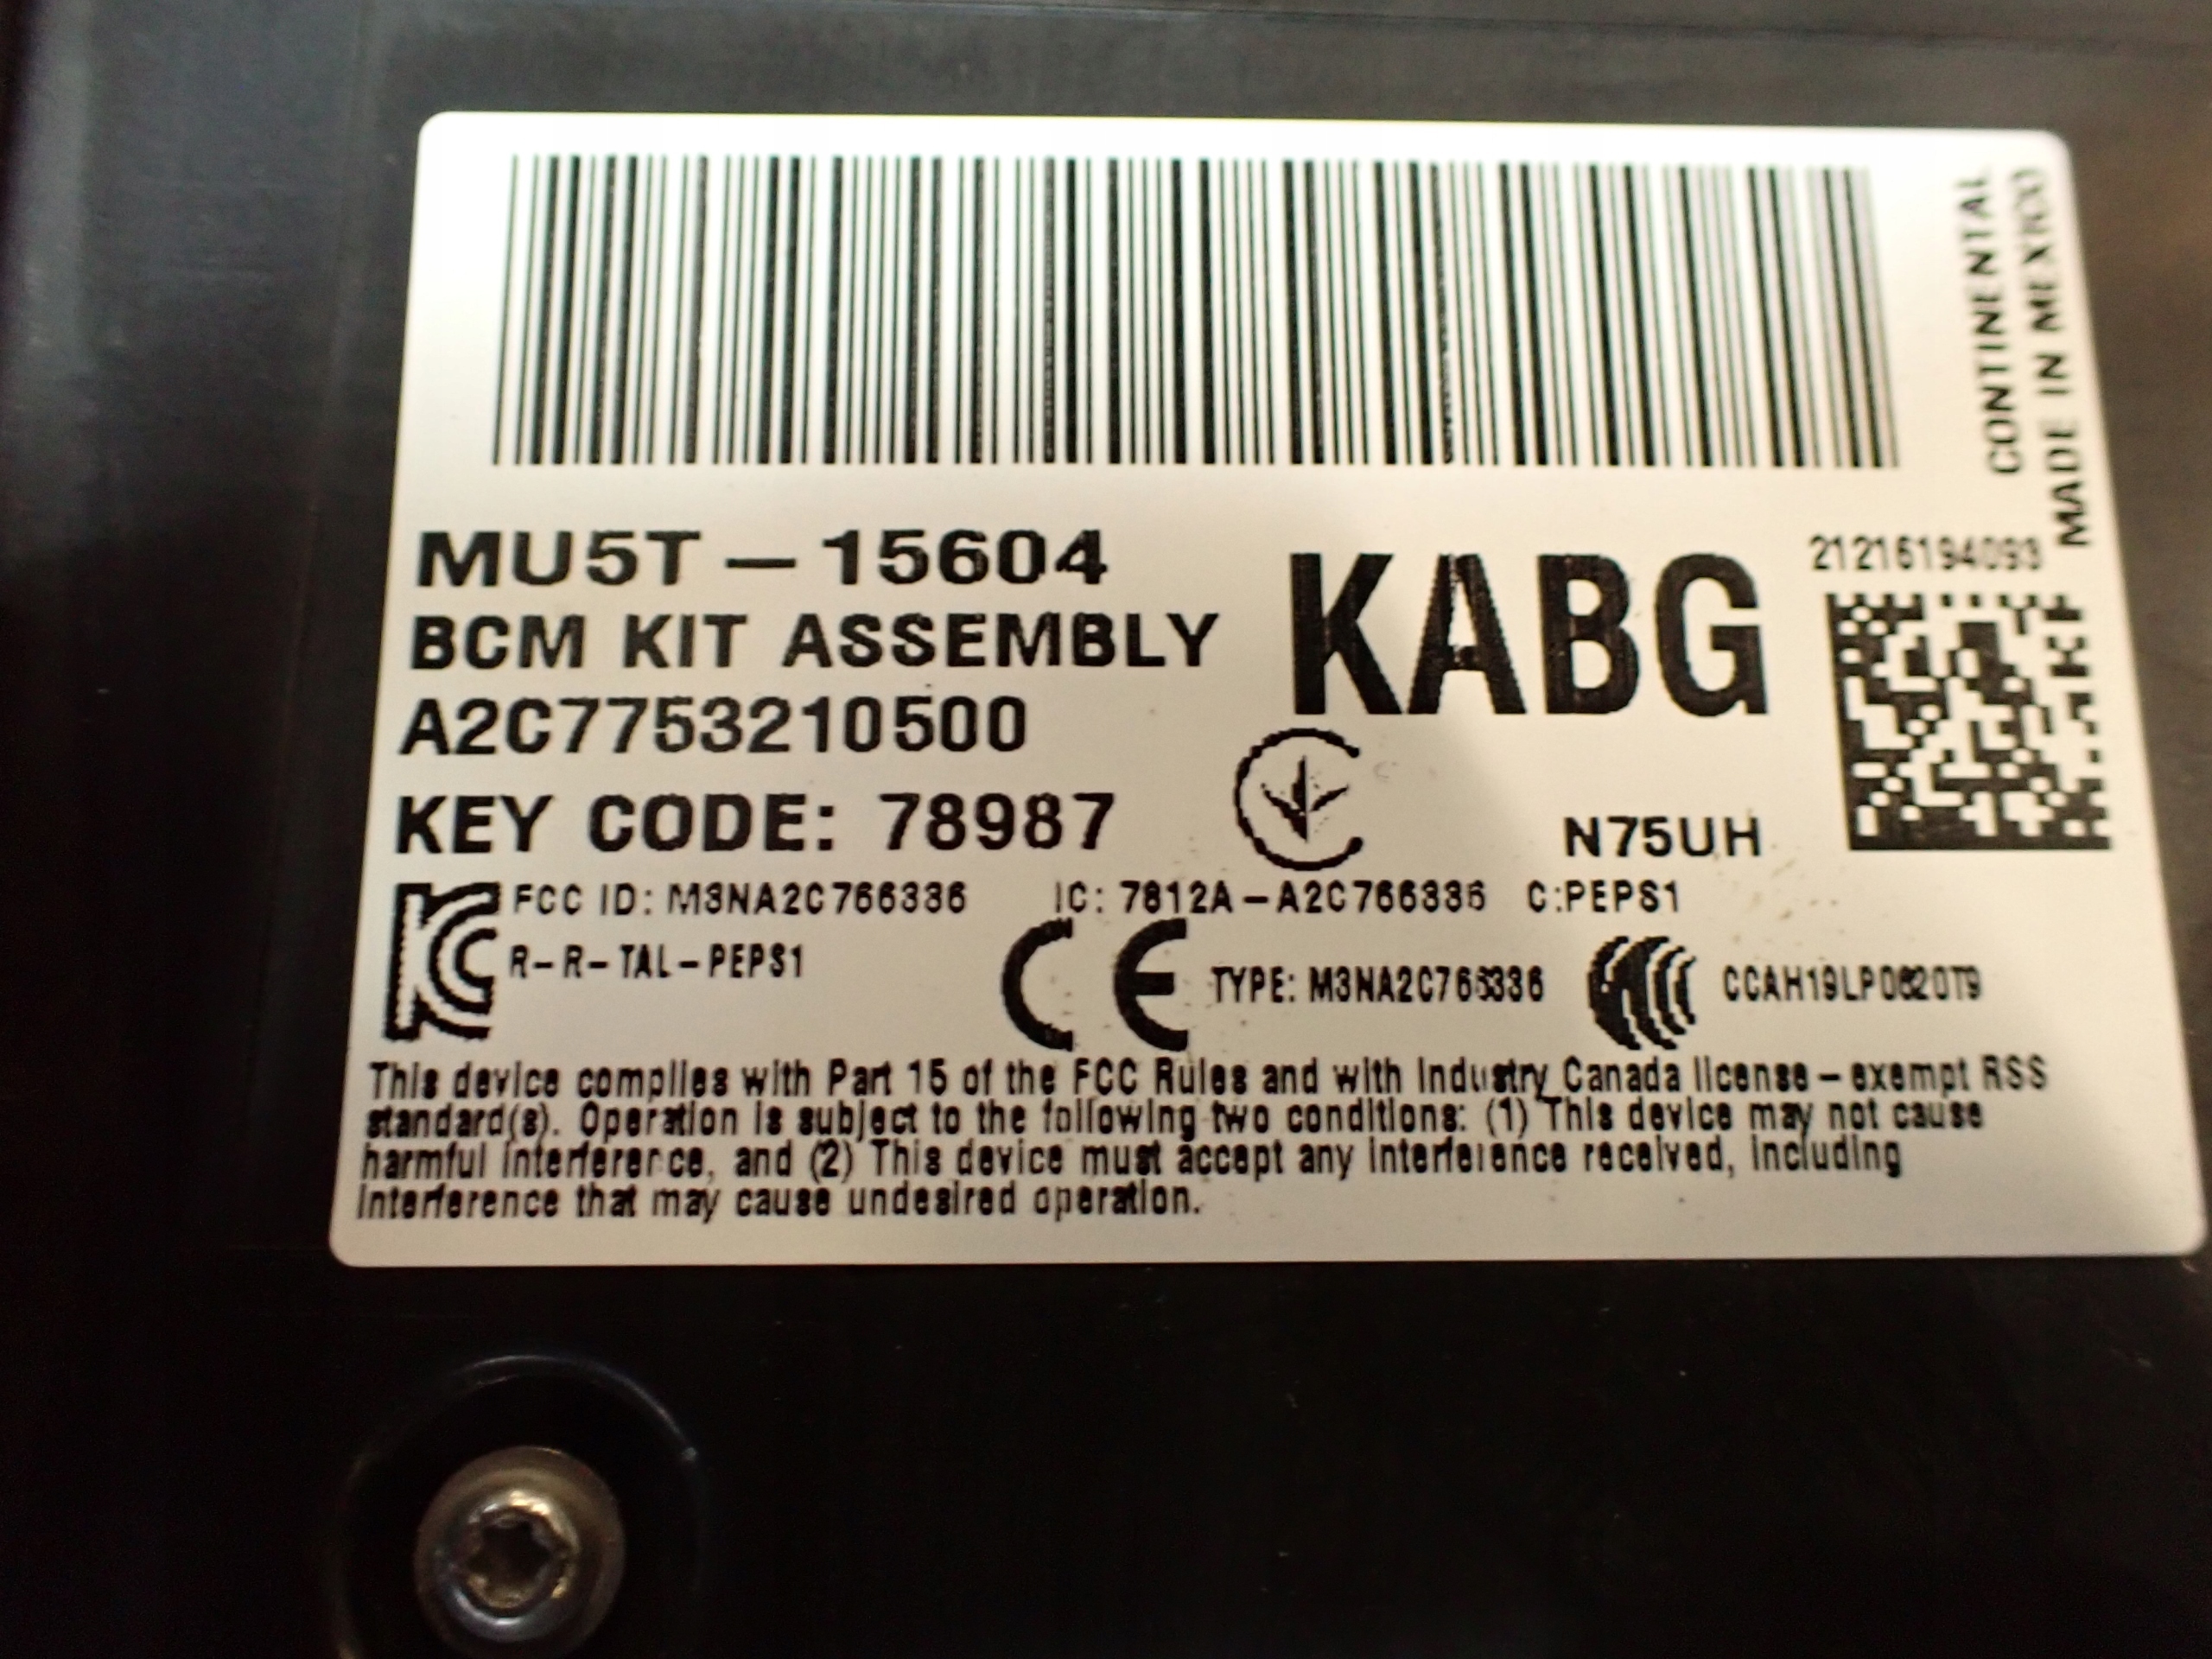 CONTINENTAL
MADE IN MEXICO
MU5T-15604
BCM KIT ASSEMBLY
A2C7753210500
KABG
21216194093
KEY CODE: 78987
N75UH
FCC ID: M3NA2C766336 IC: 7812A-A2C766336 C:PEPS1
R-R-TAL-PEPS1
CE TYPE: M3NA2C766336 CCAH19LP0620T9
This device complies with Part 15 of the FCC Rules and with Industry Canada license-exempt RSS
standard(s). Operation is subject to the following two conditions: (1) This device may not cause
harmful interference, and (2) This device must accept any interference received, including
interference that may cause undesired operation.